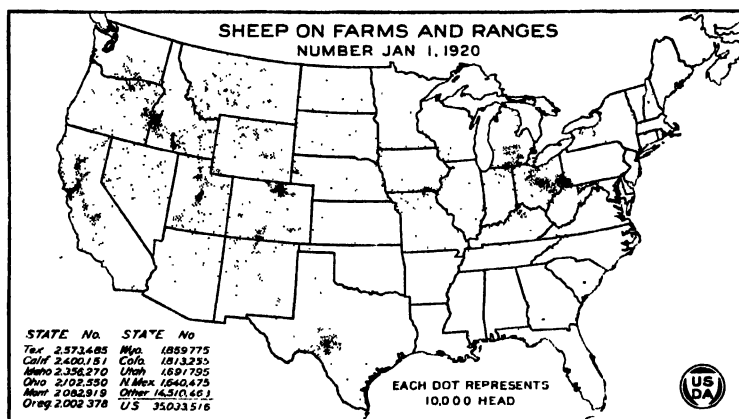 SHEEP ON FARMS AND RANGES
NUMBER JAN 1, 1920
STATE No. STATE No
Tex 2,573,485 Wyo. 1,859,775
Calif 2,400,151 Colo. 1,813,255
Idaho 2,356,270 Utah 1,691,795
Ohio 2,102,550 N. Mex 1,640,475
Mont 2,082,919 Other 14,510,463
Oreg. 2,002,378 US 35,033,516
EACH DOT REPRESENTS
10,000 HEAD
US
DA